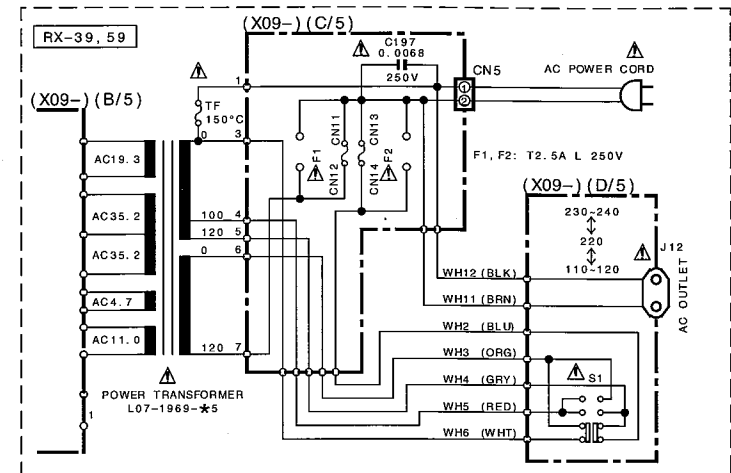 RX-39, 59
(X09-) (C/5)
C197
0.0068
250V
CN5
AC POWER CORD
1
2
1
TF
150°C
(X09-) (B/5)
0 3
CN11
CN13
F1
F2
CN12
CN14
F1, F2: T2.5A L 250V
AC19.3
AC35.2
AC35.2
AC4.7
AC11.0
100 4
120 5
0 6
120 7
(X09-) (D/5)
230~240
220
110~120
J12
AC OUTLET
WH12 (BLK)
WH11 (BRN)
WH2 (BLU)
WH3 (ORG)
WH4 (GRY)
WH5 (RED)
WH6 (WHT)
S1
POWER TRANSFORMER
L07-1969-*5
1